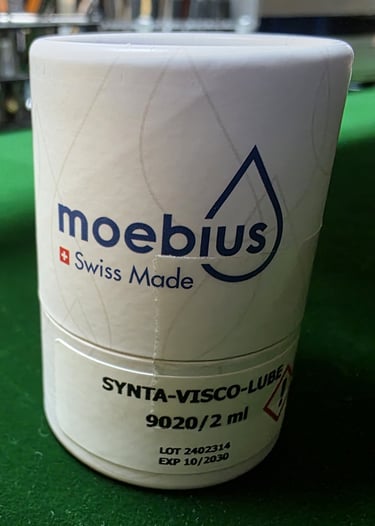 moebius
Swiss Made
SYNTA-VISCO-LUBE
9020/2 ml
LOT 2402314
EXP 10/2030